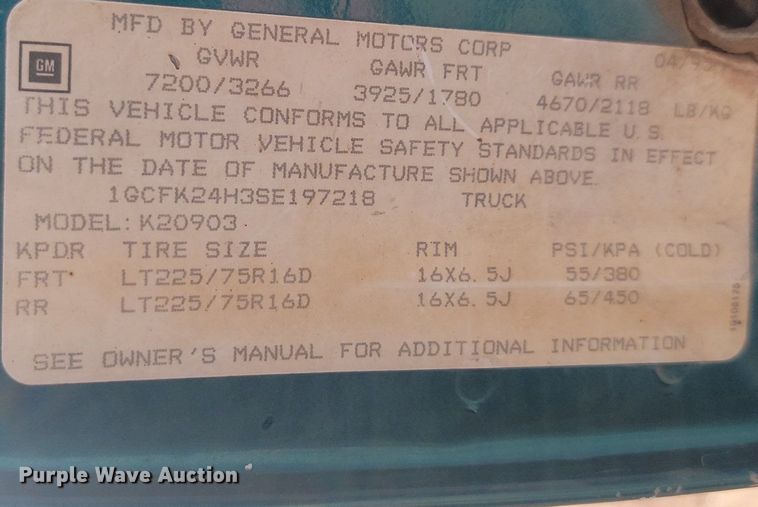 MFD BY GENERAL MOTORS CORP
GM
GVWR GAWR FRT GAWR RR
7200/3266 3925/1780 4670/2118 LB/KG
THIS VEHICLE CONFORMS TO ALL APPLICABLE U.S.
FEDERAL MOTOR VEHICLE SAFETY STANDARDS IN EFFECT
ON THE DATE OF MANUFACTURE SHOWN ABOVE.
1GCFK24H3SE197218 TRUCK
MODEL: K20903
KPDR TIRE SIZE RIM PSI/KPA (COLD)
FRT LT225/75R16D 16X6.5J 55/380
RR LT225/75R16D 16X6.5J 65/450
SEE OWNER'S MANUAL FOR ADDITIONAL INFORMATION
Purple Wave Auction